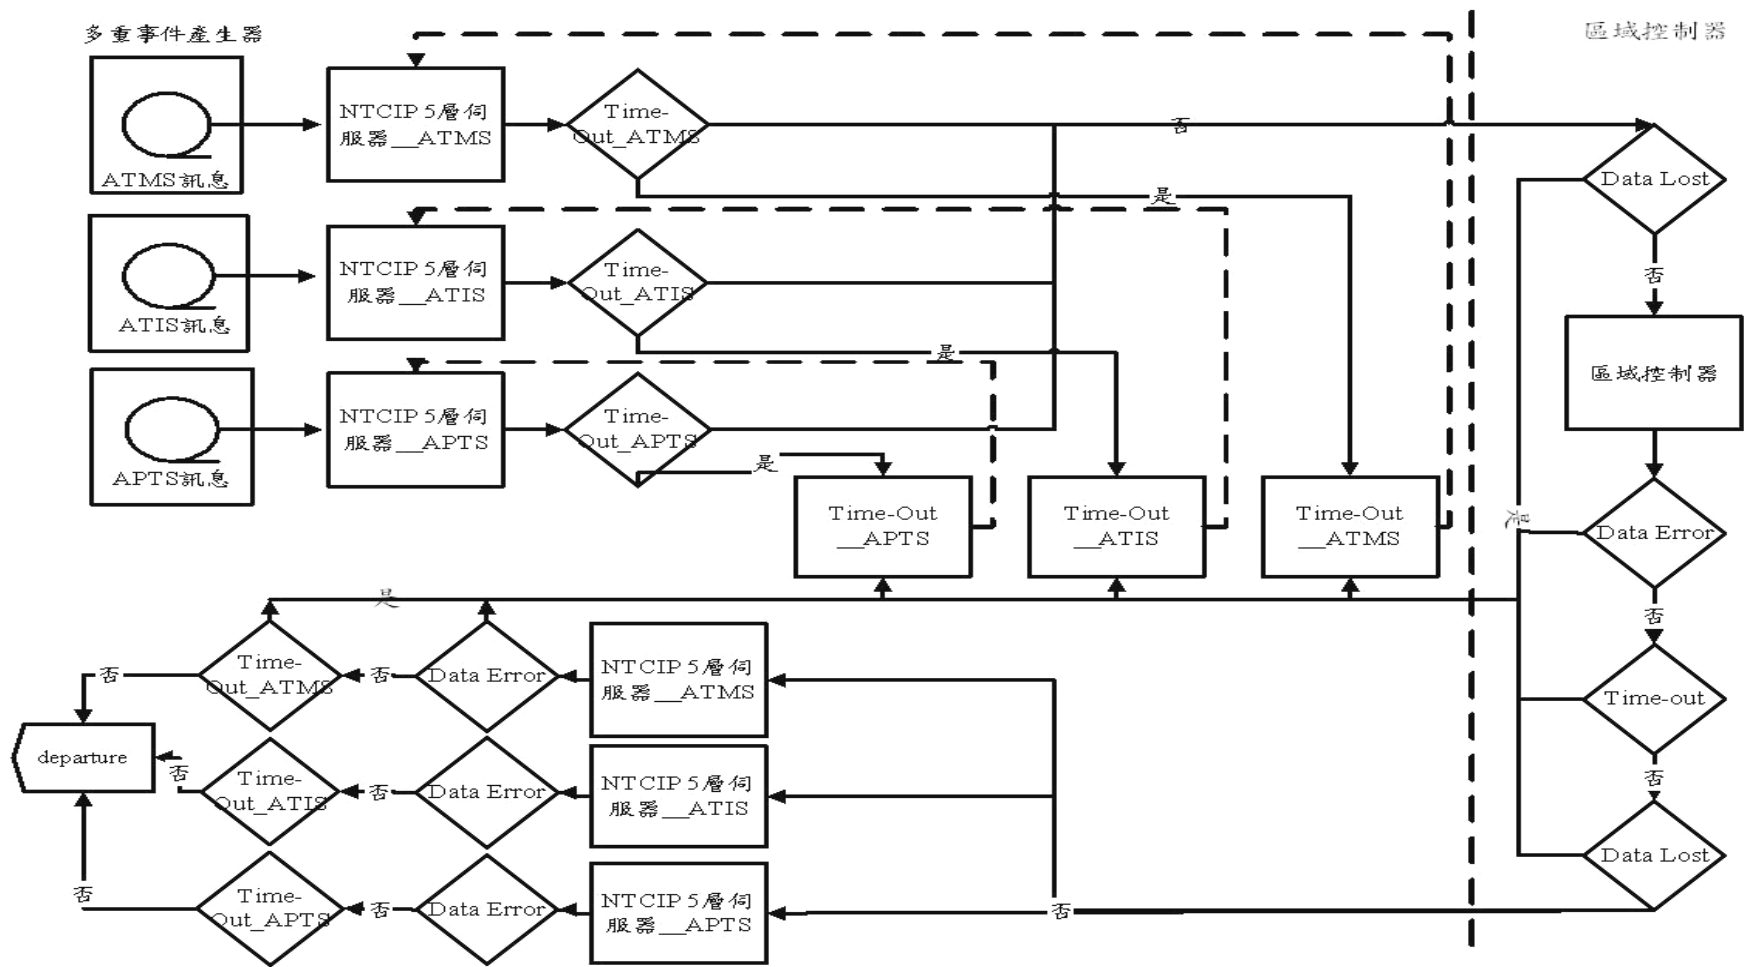 多重事件產生器
區域控制器
NTCIP 5層伺
服器__ATMS
Time-
Out_ATMS
否
ATMS訊息
Data Lost
是
NTCIP 5層伺
服器__ATIS
Time-
Out_ATIS
否
ATIS訊息
是
區域控制器
NTCIP 5層伺
服器__APTS
Time-
Out_APTS
是
APTS訊息
Time-Out
__APTS
Time-Out
__ATIS
Time-Out
__ATMS
是
Data Error
是
否
NTCIP 5層伺
服器__ATMS
Data Error
否
Time-
Out_ATMS
否
Time-out
departure
否
NTCIP 5層伺
服器__ATIS
Data Error
否
Time-
Out_ATIS
否
Data Lost
NTCIP 5層伺
服器__APTS
Data Error
否
Time-
Out_APTS
否
否